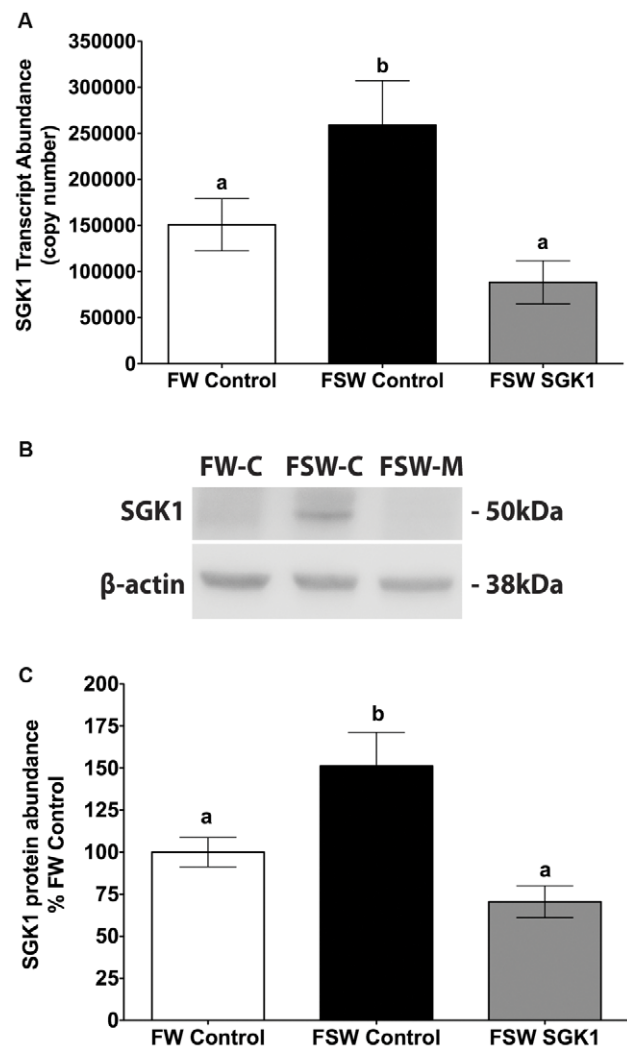 A
SGK1 Transcript Abundance
(copy number)
350000
300000
250000
200000
150000
100000
50000
0
a
b
a
FW Control
FSW Control
FSW SGK1
B
FW-C FSW-C FSW-M
SGK1
- 50kDa
β-actin
- 38kDa
C
SGK1 protein abundance
% FW Control
200
175
150
125
100
75
50
25
0
a
b
a
FW Control
FSW Control
FSW SGK1